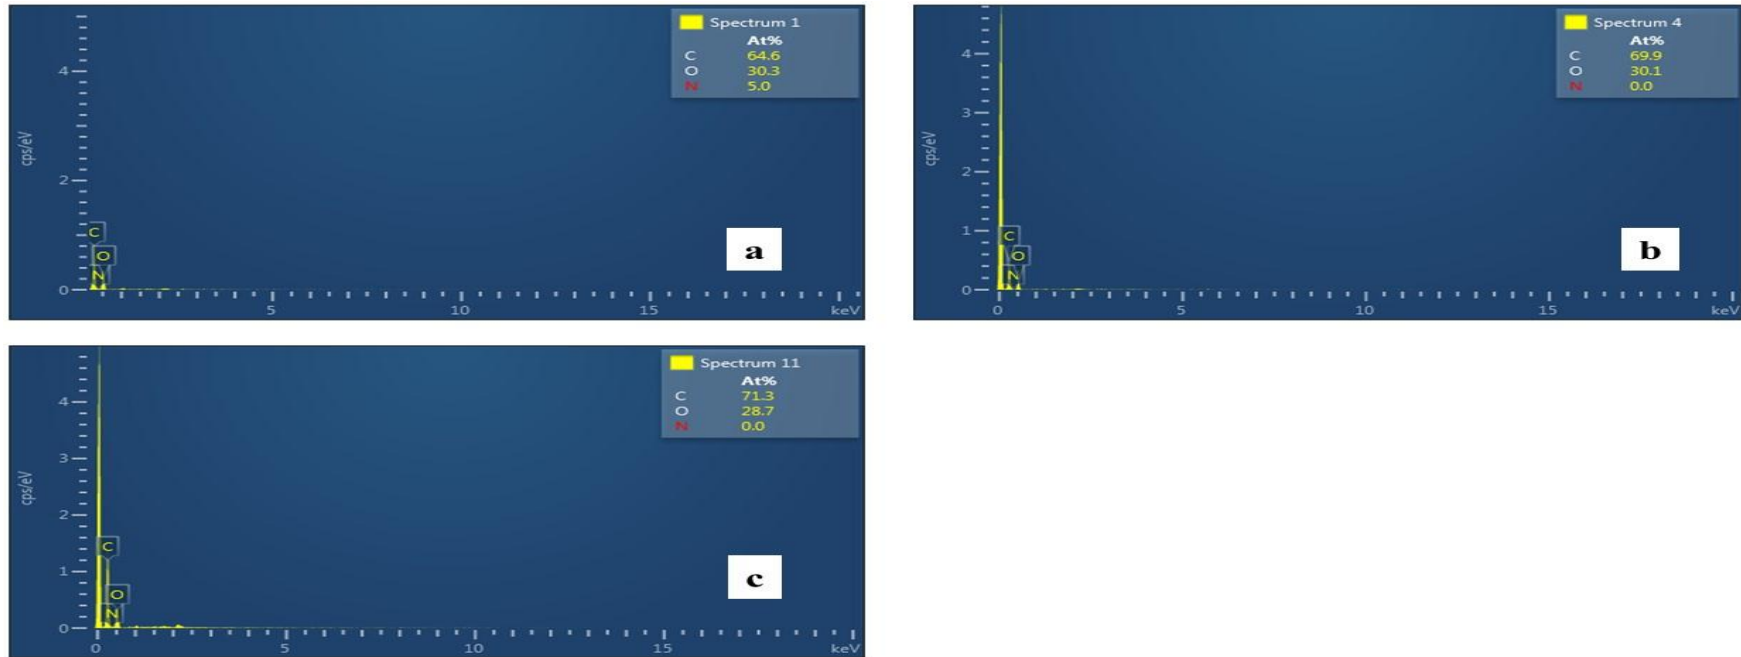 Spectrum 1
At%
C 64.6
O 30.3
N 5.0
cps/eV
4
2
0
C
O
N
5 10 15 keV
a
Spectrum 4
At%
C 69.9
O 30.1
N 0.0
cps/eV
4
3
2
1
0
C
O
N
0 5 10 15 keV
b
Spectrum 11
At%
C 71.3
O 28.7
N 0.0
cps/eV
4
3
2
1
0
C
O
N
0 5 10 15 keV
c